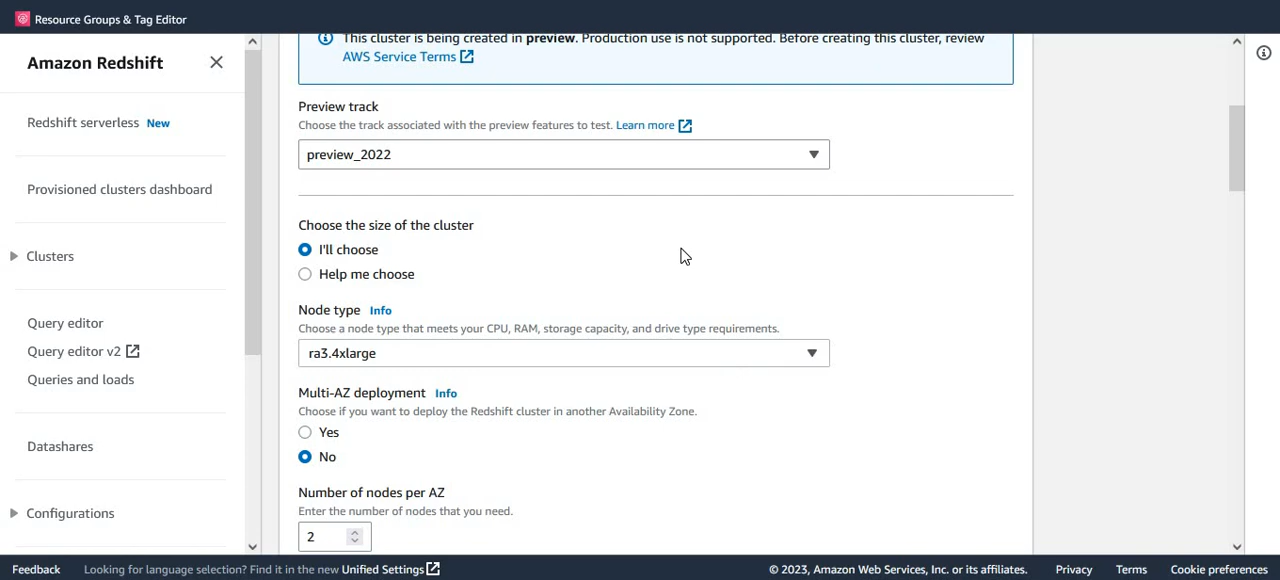 Resource Groups & Tag Editor
Amazon Redshift
Redshift serverless New
Provisioned clusters dashboard
Clusters
Query editor
Query editor v2
Queries and loads
Datashares
Configurations
This cluster is being created in preview. Production use is not supported. Before creating this cluster, review
AWS Service Terms
Preview track
Choose the track associated with the preview features to test. Learn more
preview_2022
Choose the size of the cluster
I'll choose
Help me choose
Node type Info
Choose a node type that meets your CPU, RAM, storage capacity, and drive type requirements.
ra3.4xlarge
Multi-AZ deployment Info
Choose if you want to deploy the Redshift cluster in another Availability Zone.
Yes
No
Number of nodes per AZ
Enter the number of nodes that you need.
2
Feedback Looking for language selection? Find it in the new Unified Settings © 2023, Amazon Web Services, Inc. or its affiliates. Privacy Terms Cookie preferences